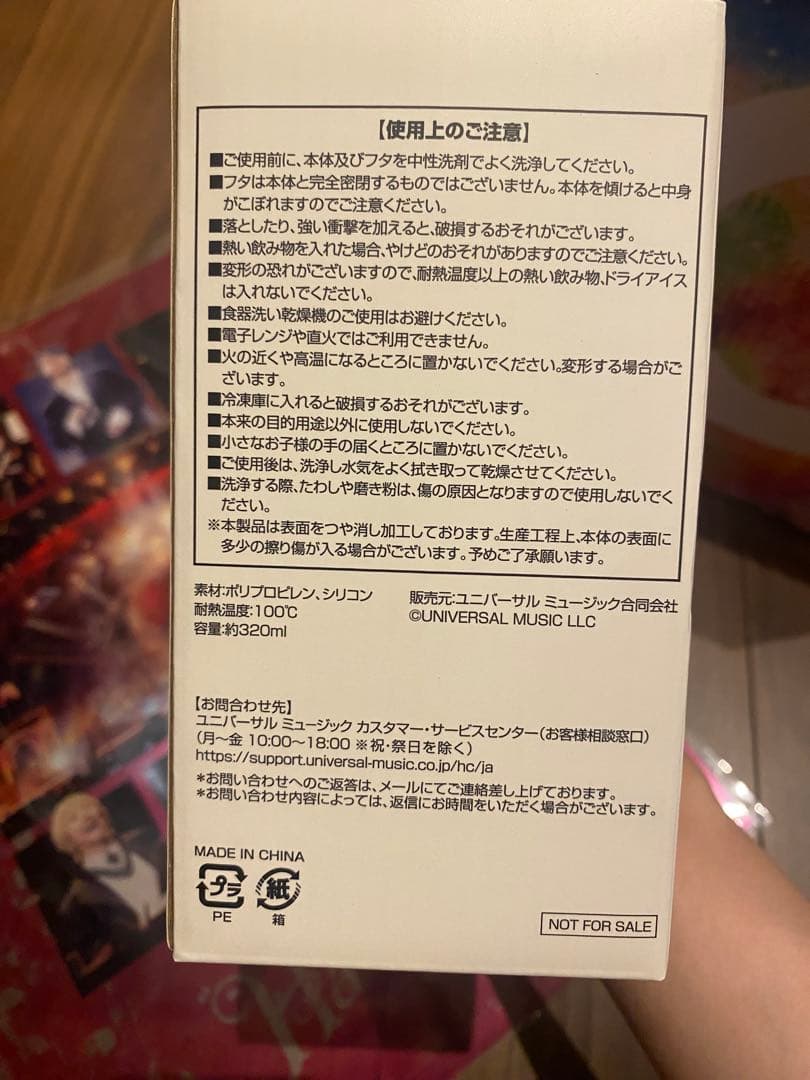 【使用上のご注意】
■ご使用前に、本体及びフタを中性洗剤でよく洗浄してください。
■フタは本体と完全密閉するものではございません。本体を傾けると中身
がこぼれますのでご注意ください。
■落としたり、強い衝撃を加えると、破損するおそれがございます。
■熱い飲み物を入れた場合、やけどのおそれがありますのでご注意ください。
■変形の恐れがございますので、耐熱温度以上の熱い飲み物、ドライアイス
は入れないでください。
■食器洗い乾燥機のご使用はお避けください。
■電子レンジや直火ではご利用できません。
■火の近くや高温になるところに置かないでください。変形する場合がご
ざいます。
■冷凍庫に入れると破損するおそれがございます。
■本来の目的用途以外に使用しないでください。
■小さなお子様の手の届くところに置かないでください。
■ご使用後は、洗浄し水気をよく拭き取って乾燥させてください。
■洗浄する際、たわしや磨き粉は、傷の原因となりますので使用しないでく
ださい。
※本製品は表面をつや消し加工しております。生産工程上、本体の表面に
多少の擦り傷が入る場合がございます。予めご了承願います。
素材:ポリプロピレン、シリコン
耐熱温度:100℃
容量:約320ml
販売元:ユニバーサル ミュージック合同会社
©UNIVERSAL MUSIC LLC
【お問合わせ先】
ユニバーサル ミュージック カスタマー・サービスセンター(お客様相談窓口)
(月～金 10:00～18:00 ※祝・祭日を除く)
https://support.universal-music.co.jp/hc/ja
*お問い合わせへのご返答は、メールにてご連絡差し上げております。
*お問い合わせ内容によっては、返信にお時間をいただく場合がございます。
MADE IN CHINA
プラ 紙
PE 箱
NOT FOR SALE